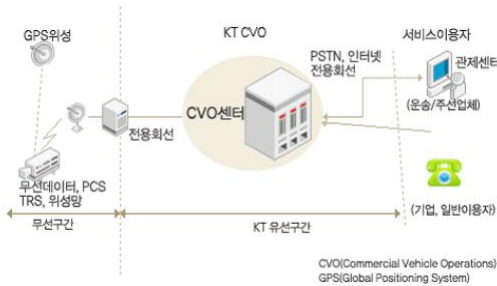 GPS위성
KT CVO
서비스이용자
PSTN, 인터넷
전용회선
관제센터
CVO센터
(운송/주선업체)
전용회선
무선데이터, PCS
TRS, 위성망
무선구간
KT 유선구간
(기업, 일반이용자)
CVO(Commercial Vehicle Operations)
GPS(Global Positioning System)